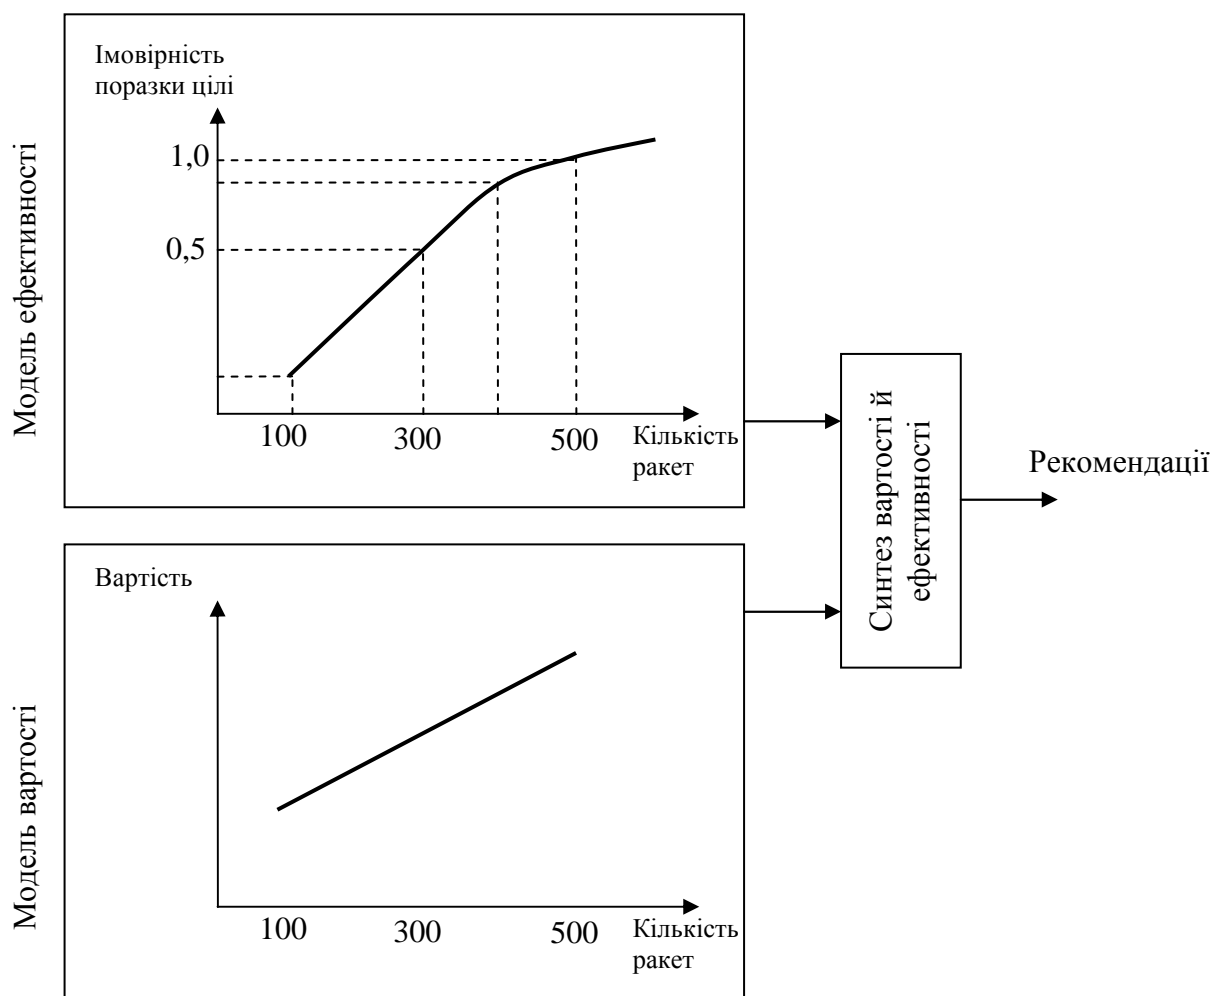 Модель ефективності
Імовірність
поразки цілі
1,0
0,5
100
300
500
Кількість
ракет
Модель вартості
Вартість
100
300
500
Кількість
ракет
Синтез вартості й
ефективності
Рекомендації